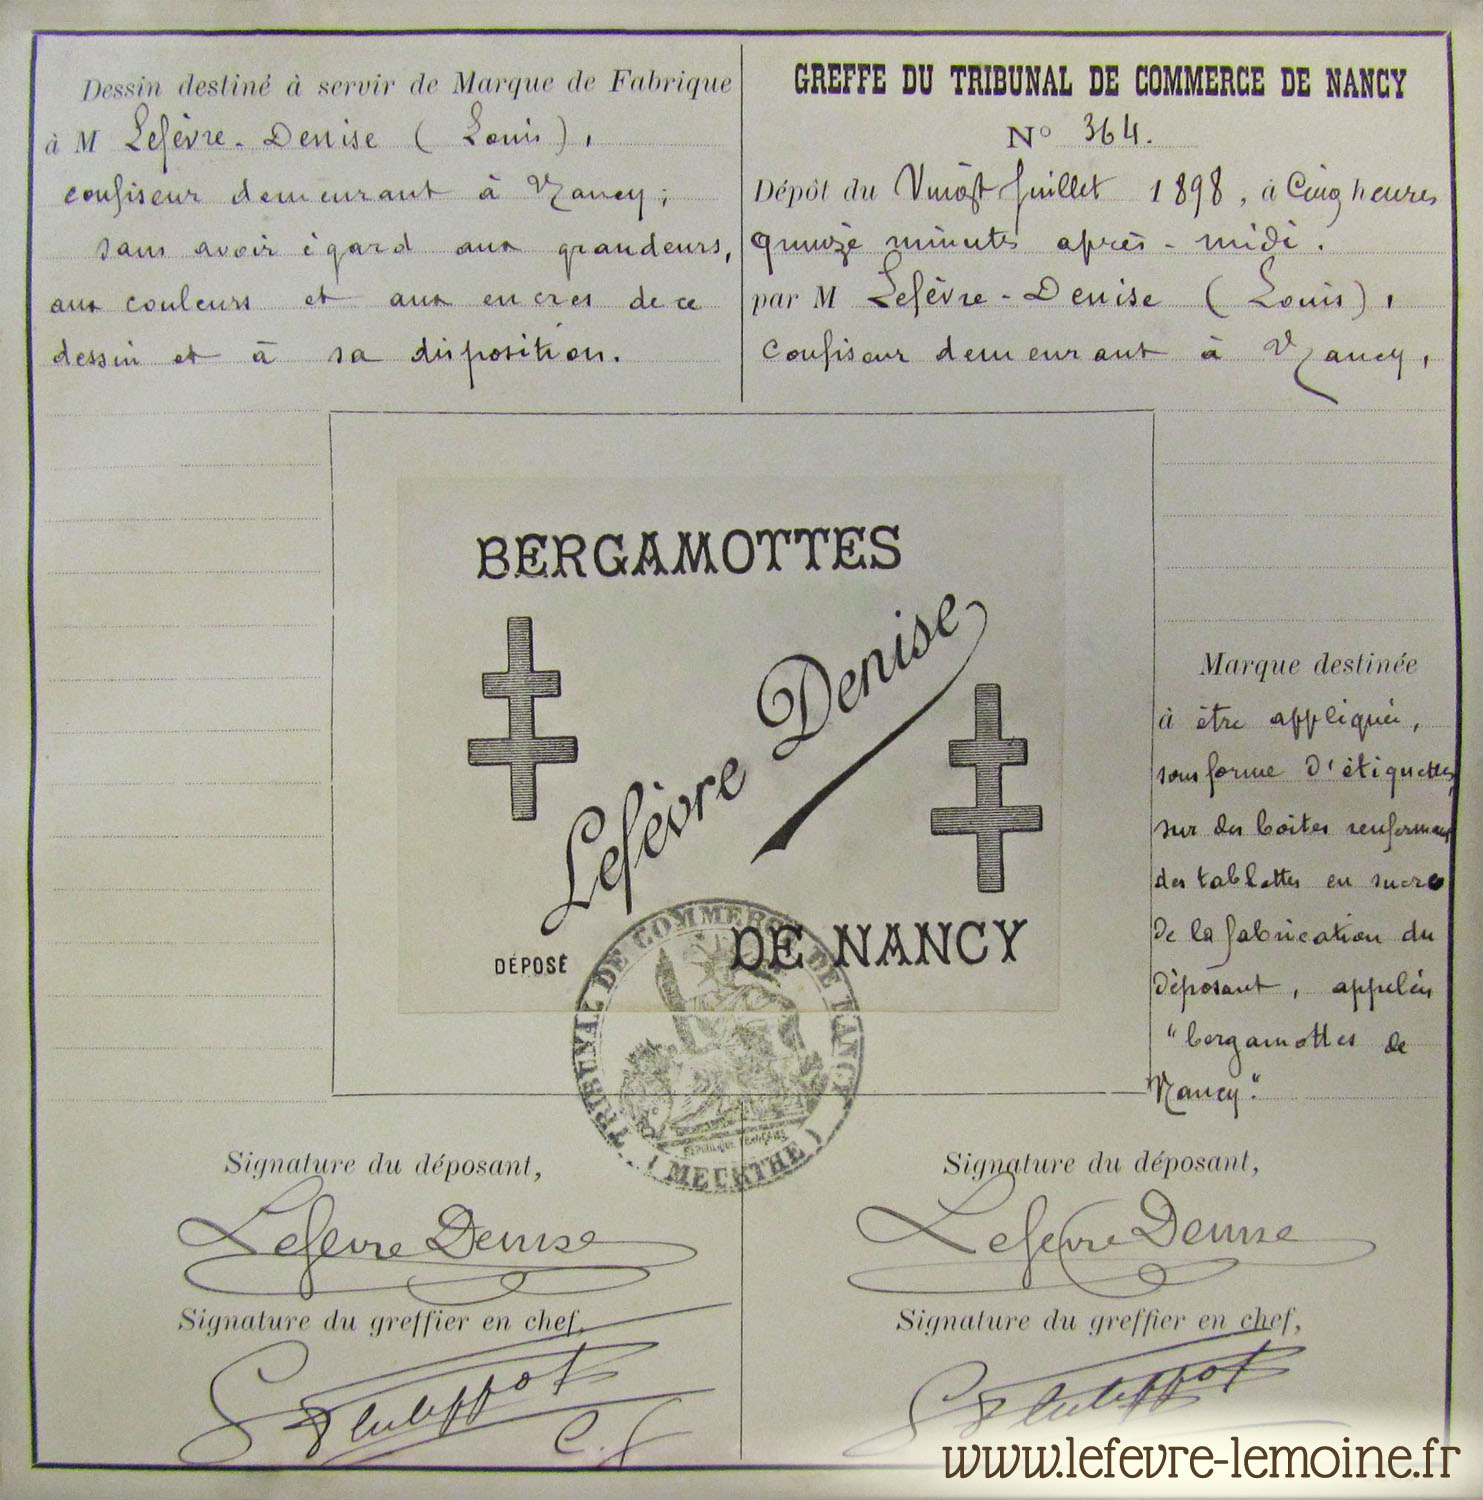 Dessin destiné à servir de Marque de Fabrique
à M Lefèvre-Denise (Louis),
confiseur demeurant à Nancy;
sans avoir égard aux grandeurs,
aux couleurs et aux encres de ce
dessin et à sa disposition.
GREFFE DU TRIBUNAL DE COMMERCE DE NANCY
N° 364.
Dépôt du Vingt Juillet 1898, à Cinq heures
quinze minutes après-midi.
par M Lefèvre-Denise (Louis),
Confiseur demeurant à Nancy,
BERGAMOTTES
Lefèvre Denise
DE NANCY
DÉPOSÉ
TRIBUNAL DE COMMERCE DE NANCY
(MEURTHE)
RÉPUBLIQUE FRANÇAISE
Marque destinée
à être appliquée,
sous forme d'étiquettes,
sur des boîtes renfermant
des tablettes en sucre
de la fabrication du
déposant, appelées
"bergamottes de
Nancy"
Signature du déposant,
Lefevre Denise
Signature du greffier en chef,
Signature du déposant,
Lefevre Denise
Signature du greffier en chef,
www.lefevre-lemoine.fr